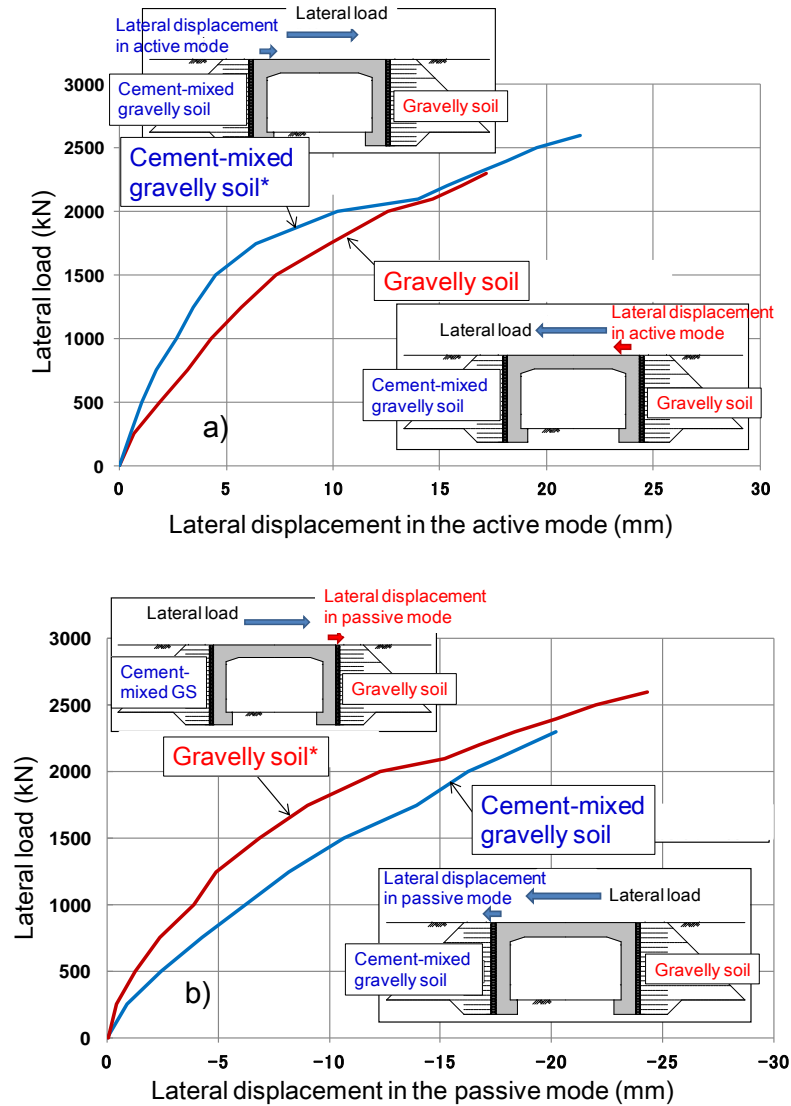 Lateral load
Lateral displacement
in active mode
Cement-mixed
gravelly soil
Gravelly soil
Cement-mixed
gravelly soil*
Gravelly soil
Lateral displacement
in active mode
Lateral load
Cement-mixed
gravelly soil
Gravelly soil
a)
3000
2500
2000
1500
1000
500
0
Lateral load (kN)
0 5 10 15 20 25 30
Lateral displacement in the active mode (mm)
Lateral displacement
in passive mode
Lateral load
Cement-
mixed GS
Gravelly soil
Gravelly soil*
Cement-mixed
gravelly soil
Lateral displacement
in passive mode
Lateral load
Cement-mixed
gravelly soil
Gravelly soil
b)
3000
2500
2000
1500
1000
500
0
Lateral load (kN)
0 -5 -10 -15 -20 -25 -30
Lateral displacement in the passive mode (mm)